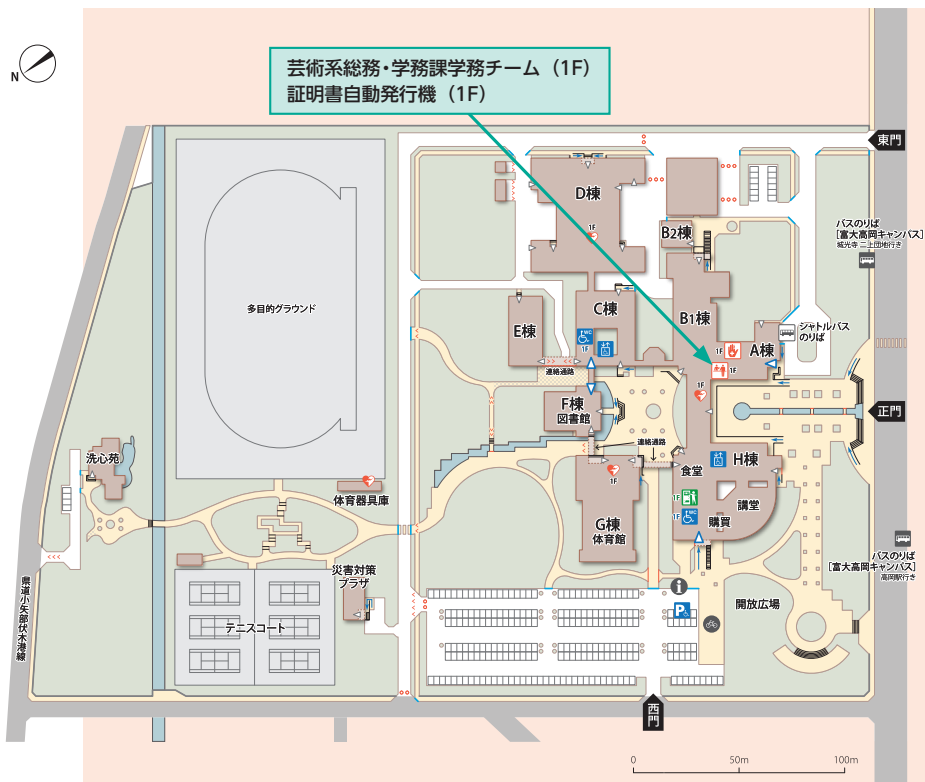 N
芸術系総務・学務課学務チーム（1F）
証明書自動発行機（1F）
東門
D棟
1F
B2棟
バスのりば
［富大高岡キャンパス］
城光寺 二上団地行き
多目的グラウンド
C棟
E棟
B1棟
シャトルバス
のりば
WC
1F
1F
A棟
1F
連絡通路
1F
F棟
図書館
正門
連絡通路
洗心苑
食堂
H棟
1F
体育器具庫
1F
WC
1F
講堂
購買
G棟
体育館
バスのりば
［富大高岡キャンパス］
高岡駅行き
災害対策
プラザ
県道小矢部伏木港線
テニスコート
i
P
開放広場
西門
0 50m 100m